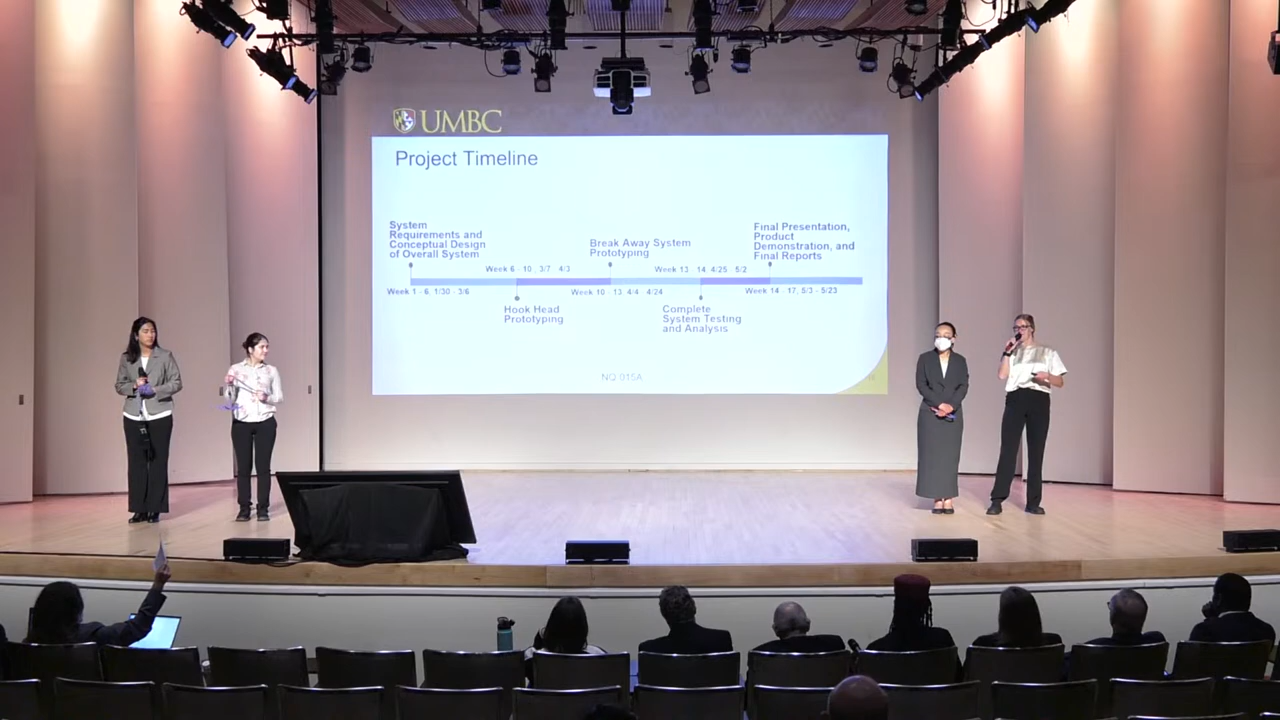 UMBC
Project Timeline
System
Requirements and
Conceptual Design
of Overall System
Week 1 - 6, 1/30 - 3/6
Week 6 - 10, 3/7 - 4/3
Hook Head
Prototyping
Break Away System
Prototyping
Week 10 - 13, 4/4 - 4/24
Week 13 - 14, 4/25 - 5/2
Complete
System Testing
and Analysis
Final Presentation,
Product
Demonstration, and
Final Reports
Week 14 - 17, 5/3 - 5/23
NQ 015A